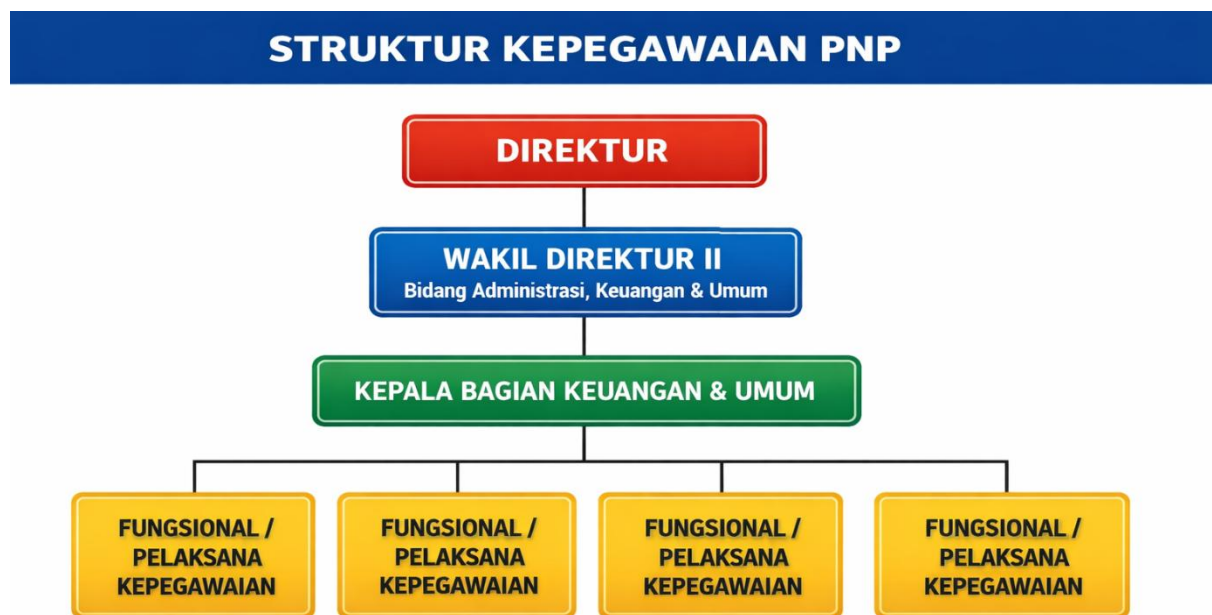 STRUKTUR KEPEGAWAIAN PNP
DIREKTUR
WAKIL DIREKTUR II
Bidang Administrasi, Keuangan & Umum
KEPALA BAGIAN KEUANGAN & UMUM
FUNGSIONAL /
PELAKSANA
KEPEGAWAIAN
FUNGSIONAL /
PELAKSANA
KEPEGAWAIAN
FUNGSIONAL /
PELAKSANA
KEPEGAWAIAN
FUNGSIONAL /
PELAKSANA
KEPEGAWAIAN